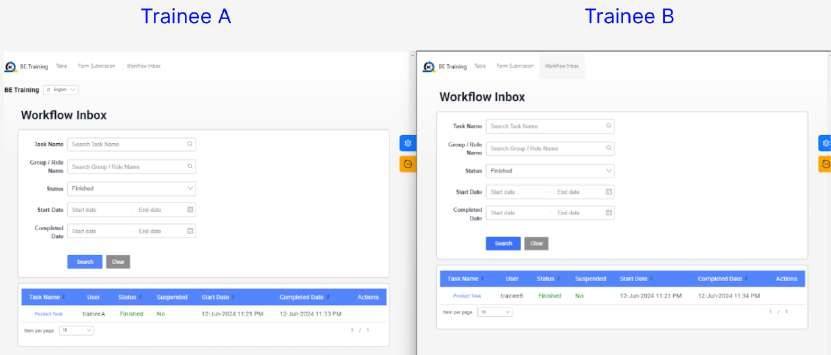 Trainee A
Trainee B
BE Training Table Form Submission Workflow Inbox
BE Training English
Workflow Inbox
Task Name Search Task Name
Group / Role Name Search Group / Role Name
Status Finished
Start Date Start date End date
Completed Date Start date End date
Search Clear
Task Name User Status Suspended Start Date Completed Date Actions
Product Task traineeA Finished No 12-Jun-2024 11:21 PM 12-Jun-2024 11:33 PM
Item per page 10 1 / 1
BE Training Table Form Submission Workflow Inbox
Workflow Inbox
Task Name Search Task Name
Group / Role Name Search Group / Role Name
Status Finished
Start Date Start date End date
Completed Date Start date End date
Search Clear
Task Name User Status Suspended Start Date Completed Date Actions
Product Task traineeB Finished No 12-Jun-2024 11:21 PM 12-Jun-2024 11:34 PM
Item per page 10 1 / 1